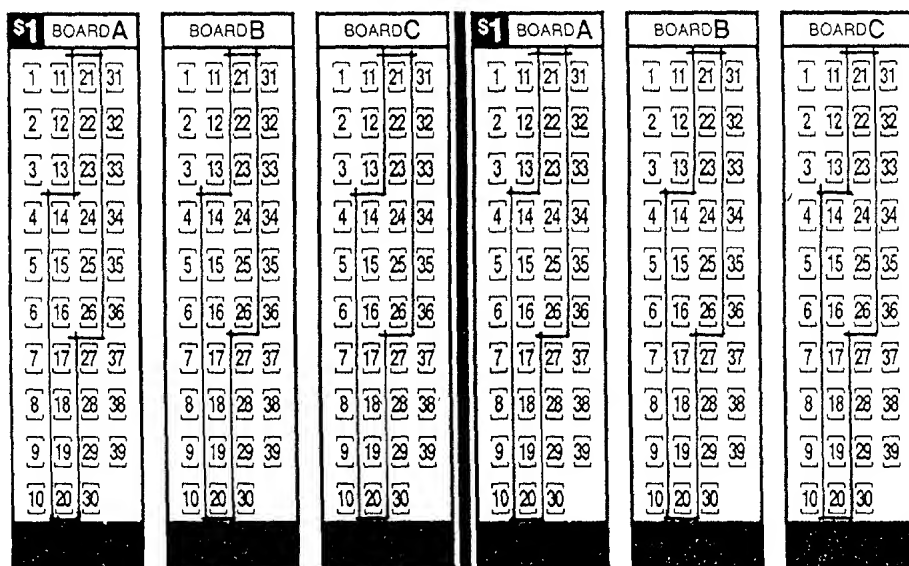 $1 BOARD A BOARD B BOARD C $1 BOARD A BOARD B BOARD C
1 11 21 31 1 11 21 31 1 11 21 31 1 11 21 31 1 11 21 31 1 11 21 31
2 12 22 32 2 12 22 32 2 12 22 32 2 12 22 32 2 12 22 32 2 12 22 32
3 13 23 33 3 13 23 33 3 13 23 33 3 13 23 33 3 13 23 33 3 13 23 33
4 14 24 34 4 14 24 34 4 14 24 34 4 14 24 34 4 14 24 34 4 14 24 34
5 15 25 35 5 15 25 35 5 15 25 35 5 15 25 35 5 15 25 35 5 15 25 35
6 16 26 36 6 16 26 36 6 16 26 36 6 16 26 36 6 16 26 36 6 16 26 36
7 17 27 37 7 17 27 37 7 17 27 37 7 17 27 37 7 17 27 37 7 17 27 37
8 18 28 38 8 18 28 38 8 18 28 38 8 18 28 38 8 18 28 38 8 18 28 38
9 19 29 39 9 19 29 39 9 19 29 39 9 19 29 39 9 19 29 39 9 19 29 39
10 20 30 10 20 30 10 20 30 10 20 30 10 20 30 10 20 30